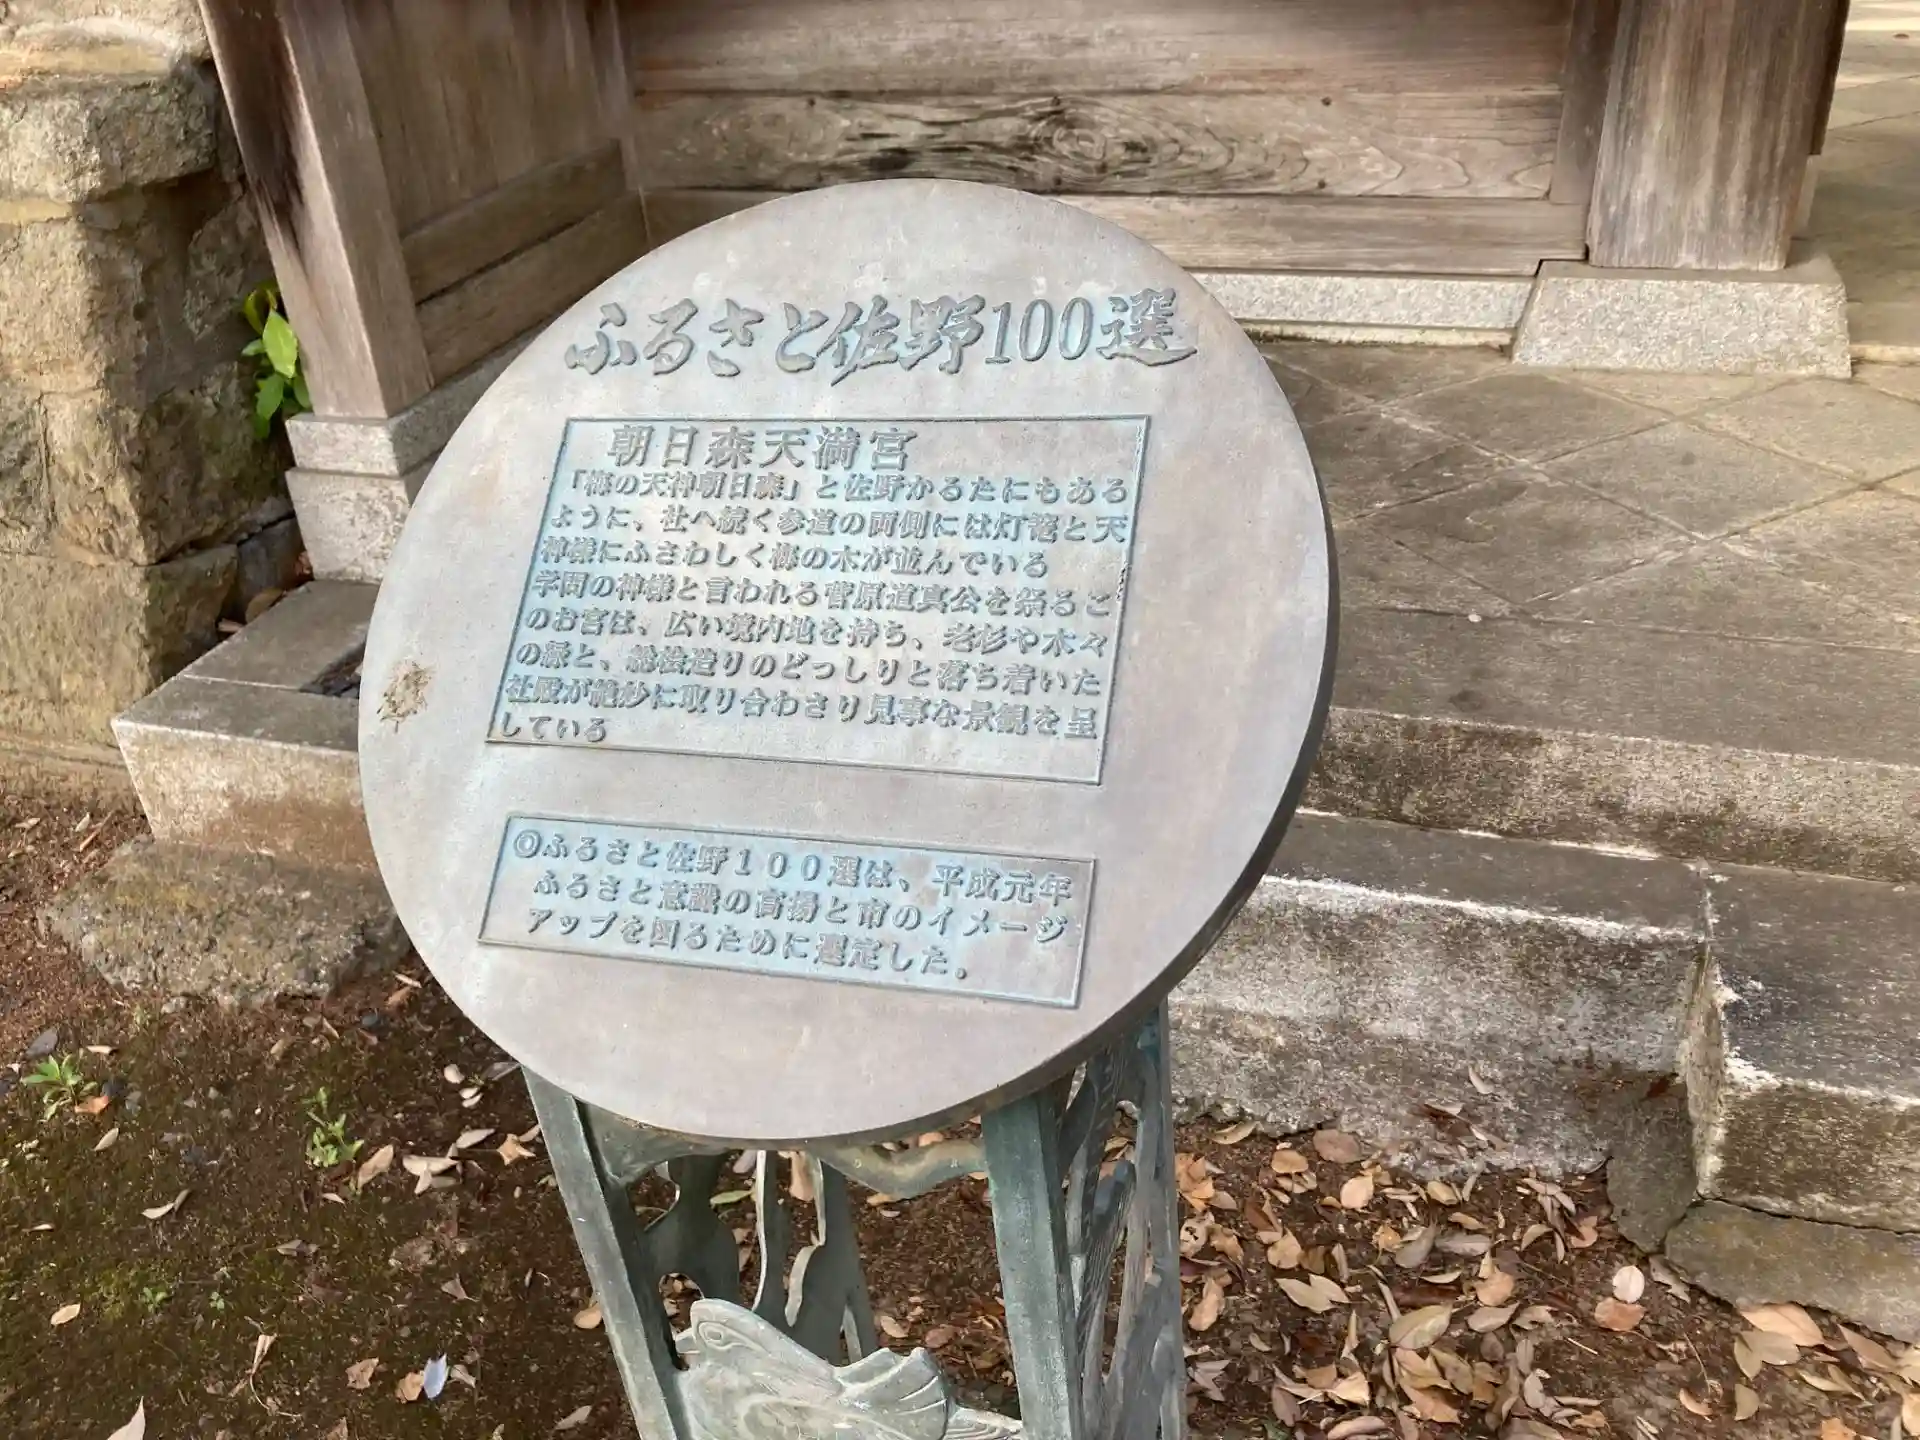 ふるさと佐野100選
朝日森天満宮
「梅の天神朝日森」と佐野かるたにもある
ように、社へ続く参道の両側には灯篭と天
神様にふさわしく梅の木が並んでいる
学問の神様と言われる菅原道真公を祭るこ
のお宮は、広い境内地を持ち、老杉や木々
の緑と、総桧造りのどっしりと落ち着いた
社殿が絶妙に取り合わさり見事な景観を呈
している
◎ふるさと佐野１００選は、平成元年
ふるさと意識の高揚と市のイメージ
アップを図るために選定した。